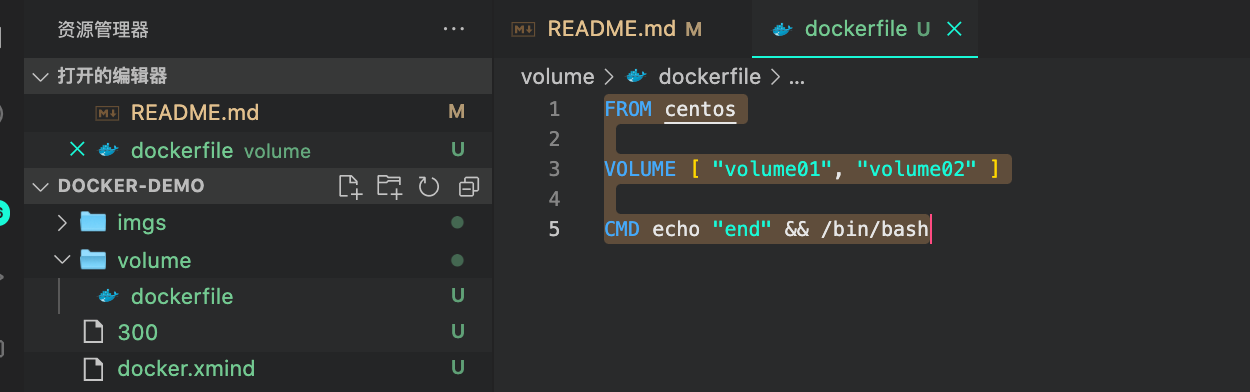 资源管理器
...
README.md M
dockerfile U
打开的编辑器
README.md M
dockerfile volume U
DOCKER-DEMO
imgs
volume
dockerfile U
300 U
docker.xmind U
volume > dockerfile > ...
1 FROM centos
2
3 VOLUME [ "volume01", "volume02" ]
4
5 CMD echo "end" && /bin/bash